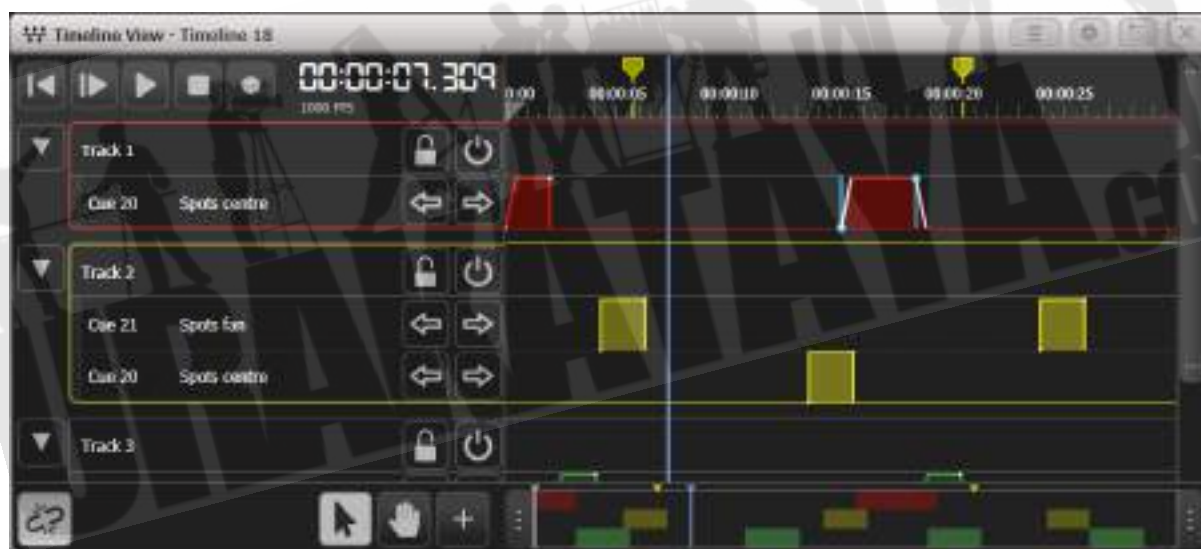 Timeline View - Timeline 18
00:00:07.309
1000 FPS
0:00 00:00:05 00:00:10 00:00:15 00:00:20 00:00:25
Track 1
Cue 20 Spots centre
Track 2
Cue 21 Spots fan
Cue 20 Spots centre
Track 3